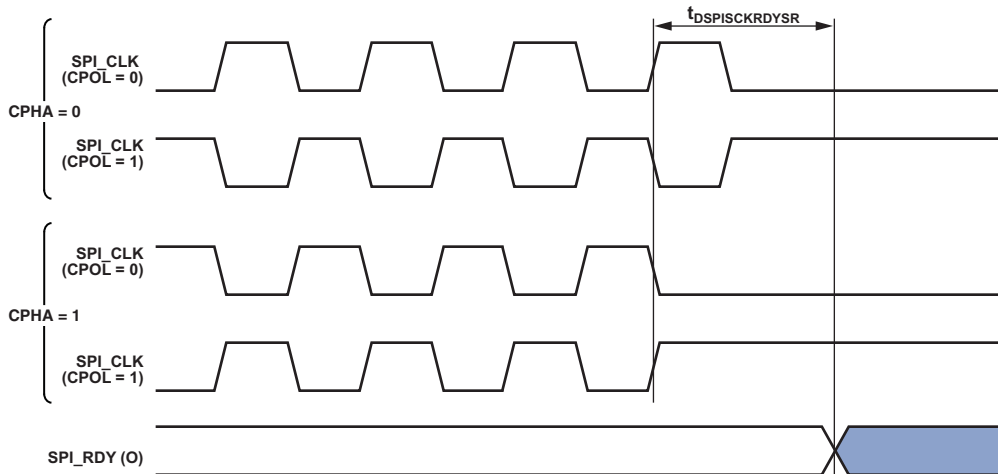 tDSPISCKRDYSR
SPI_CLK
(CPOL = 0)
CPHA = 0
SPI_CLK
(CPOL = 1)
SPI_CLK
(CPOL = 0)
CPHA = 1
SPI_CLK
(CPOL = 1)
SPI_RDY (O)